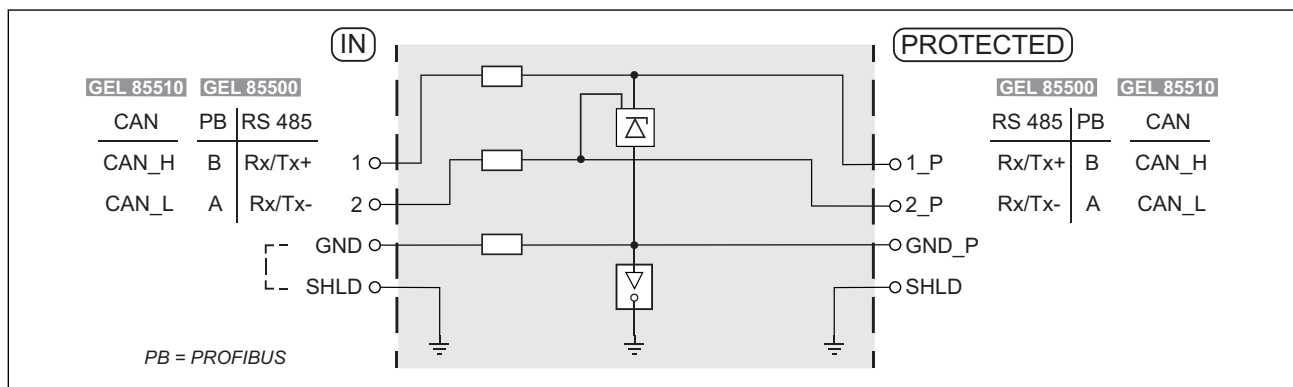 IN PROTECTED
GEL 85510 GEL 85500 GEL 85500 GEL 85510
CAN PB RS 485 RS 485 PB CAN
CAN_H B Rx/Tx+ 1 1_P Rx/Tx+ B CAN_H
CAN_L A Rx/Tx- 2 2_P Rx/Tx- A CAN_L
GND GND_P
SHLD SHLD
PB = PROFIBUS